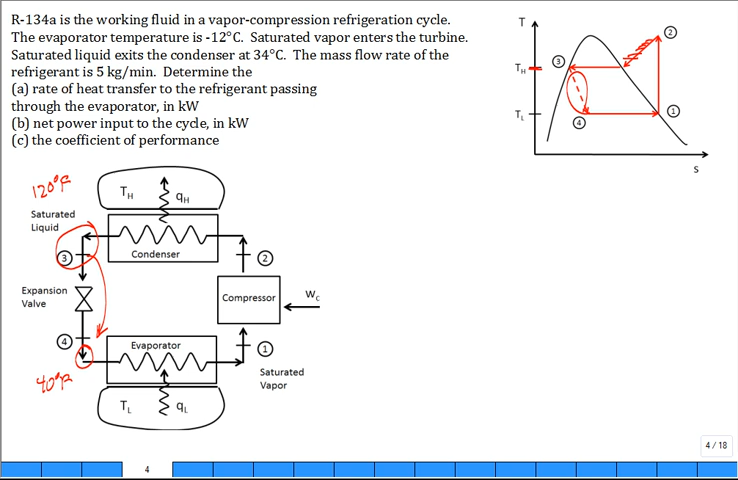 R-134a is the working fluid in a vapor-compression refrigeration cycle.
The evaporator temperature is -12°C. Saturated vapor enters the turbine.
Saturated liquid exits the condenser at 34°C. The mass flow rate of the
refrigerant is 5 kg/min. Determine the
(a) rate of heat transfer to the refrigerant passing
through the evaporator, in kW
(b) net power input to the cycle, in kW
(c) the coefficient of performance
T
2
3
T_H
T_L
1
4
s
120°F
T_H
q_H
Saturated
Liquid
Condenser
3
2
Expansion
Valve
Compressor
W_c
4
Evaporator
1
Saturated
Vapor
40°F
T_L
q_L
4 / 18
4